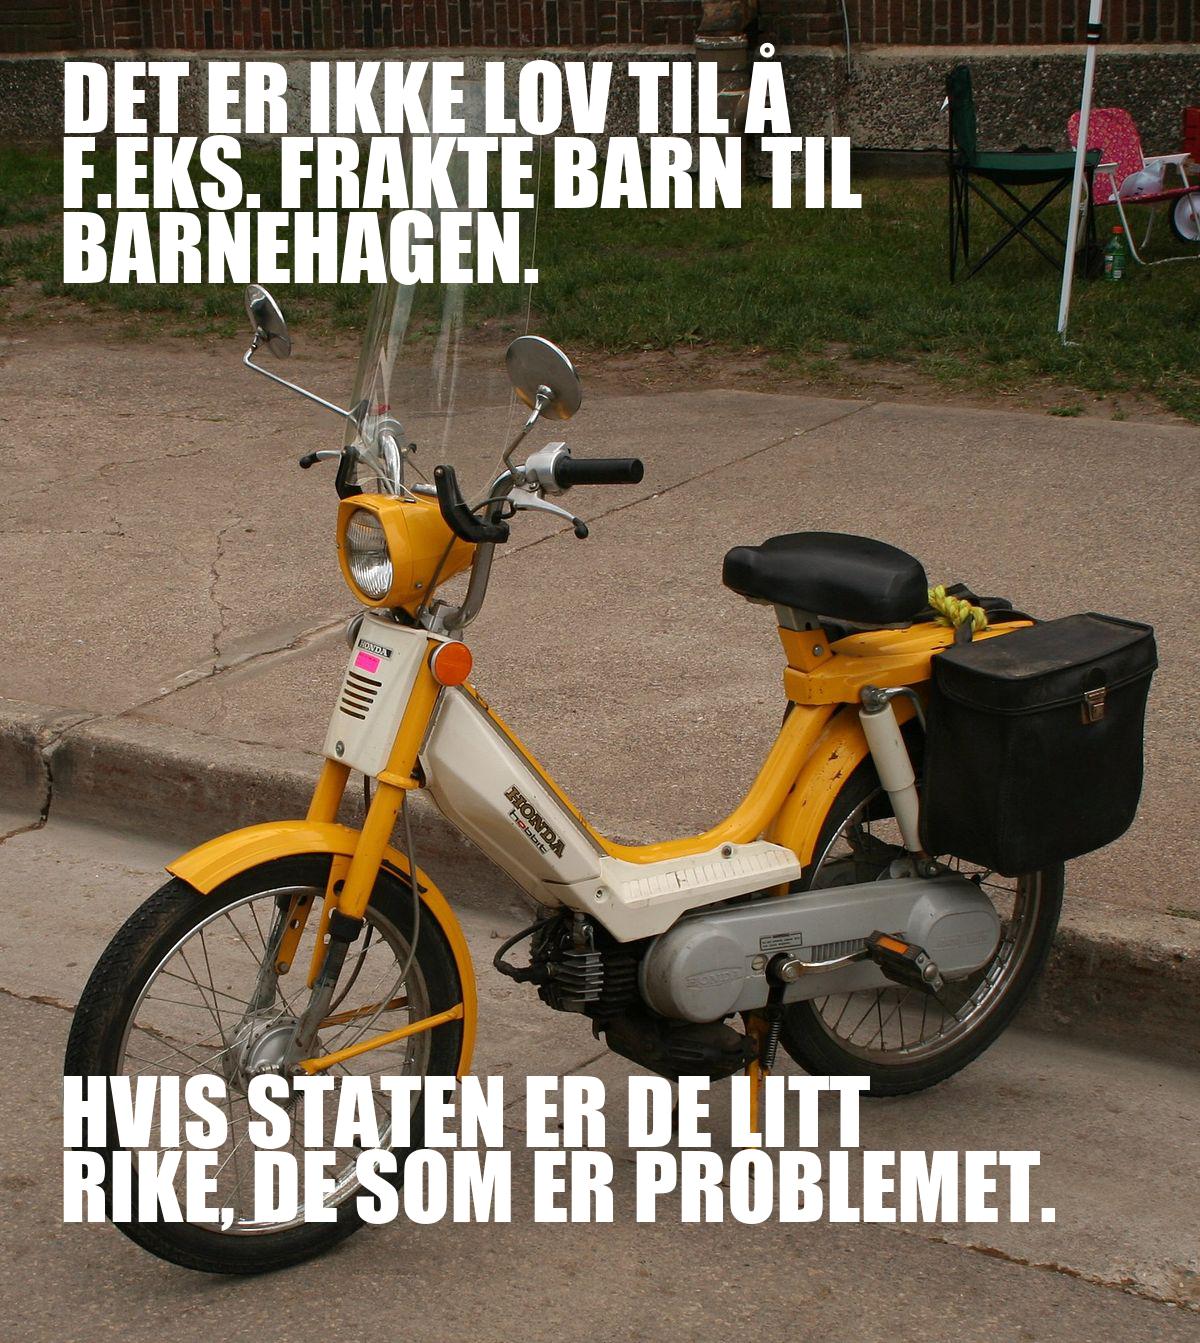 DET ER IKKE LOV TIL Å
F.EKS. FRAKTE BARN TIL
BARNEHAGEN.
HONDA
HONDA
hobbit
HVIS STATEN ER DE LITT
RIKE, DE SOM ER PROBLEMET.